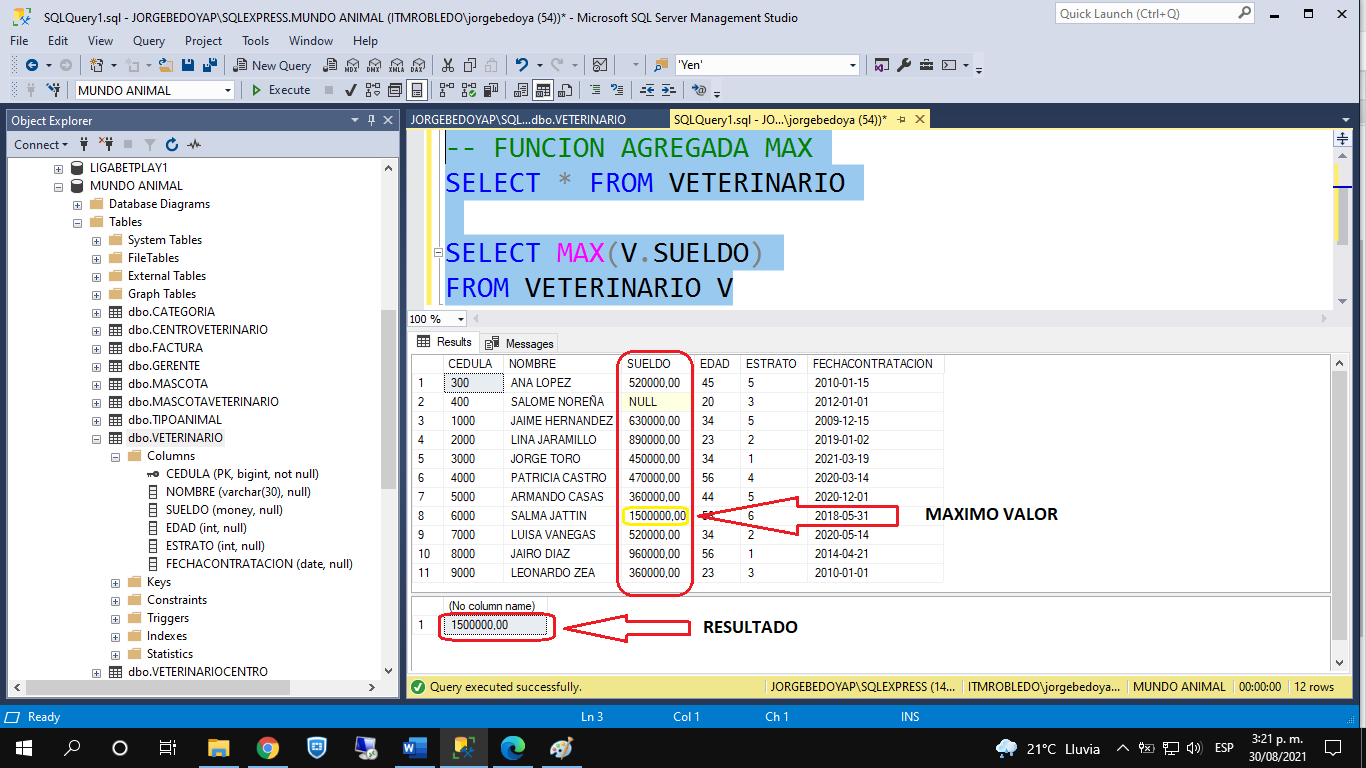 SQLQuery1.sql - JORGEBEDOYAP\SQLEXPRESS.MUNDO ANIMAL (ITMROBLEDO\jorgebedoya (54))* - Microsoft SQL Server Management Studio
Quick Launch (Ctrl+Q)
File Edit View Query Project Tools Window Help
New Query MDX DMX XMLA DAX 'Yen'
MUNDO ANIMAL Execute
Object Explorer
Connect
LIGABETPLAY1
MUNDO ANIMAL
Database Diagrams
Tables
System Tables
FileTables
External Tables
Graph Tables
dbo.CATEGORIA
dbo.CENTROVETERINARIO
dbo.FACTURA
dbo.GERENTE
dbo.MASCOTA
dbo.MASCOTAVETERINARIO
dbo.TIPOANIMAL
dbo.VETERINARIO
Columns
CEDULA (PK, bigint, not null)
NOMBRE (varchar(30), null)
SUELDO (money, null)
EDAD (int, null)
ESTRATO (int, null)
FECHACONTRATACION (date, null)
Keys
Constraints
Triggers
Indexes
Statistics
dbo.VETERINARIOCENTRO
JORGEBEDOYAP\SQL...dbo.VETERINARIO
SQLQuery1.sql - JO...\jorgebedoya (54))*
-- FUNCION AGREGADA MAX
SELECT * FROM VETERINARIO
SELECT MAX(V.SUELDO)
FROM VETERINARIO V
100 %
Results Messages
CEDULA NOMBRE SUELDO EDAD ESTRATO FECHACONTRATACION
1 300 ANA LOPEZ 520000,00 45 5 2010-01-15
2 400 SALOME NOREÑA NULL 20 3 2012-01-01
3 1000 JAIME HERNANDEZ 630000,00 34 5 2009-12-15
4 2000 LINA JARAMILLO 890000,00 23 2 2019-01-02
5 3000 JORGE TORO 450000,00 34 1 2021-03-19
6 4000 PATRICIA CASTRO 470000,00 56 4 2020-03-14
7 5000 ARMANDO CASAS 360000,00 44 5 2020-12-01
8 6000 SALMA JATTIN 1500000,00 6 2018-05-31
MAXIMO VALOR
9 7000 LUISA VANEGAS 520000,00 34 2 2020-05-14
10 8000 JAIRO DIAZ 960000,00 56 1 2014-04-21
11 9000 LEONARDO ZEA 360000,00 23 3 2010-01-01
(No column name)
1 1500000,00
RESULTADO
Query executed successfully.
JORGEBEDOYAP\SQLEXPRESS (14... ITMROBLEDO\jorgebedoya... MUNDO ANIMAL 00:00:00 12 rows
Ready Ln 3 Col 1 Ch 1 INS
21°C Lluvia ESP 3:21 p. m.
30/08/2021